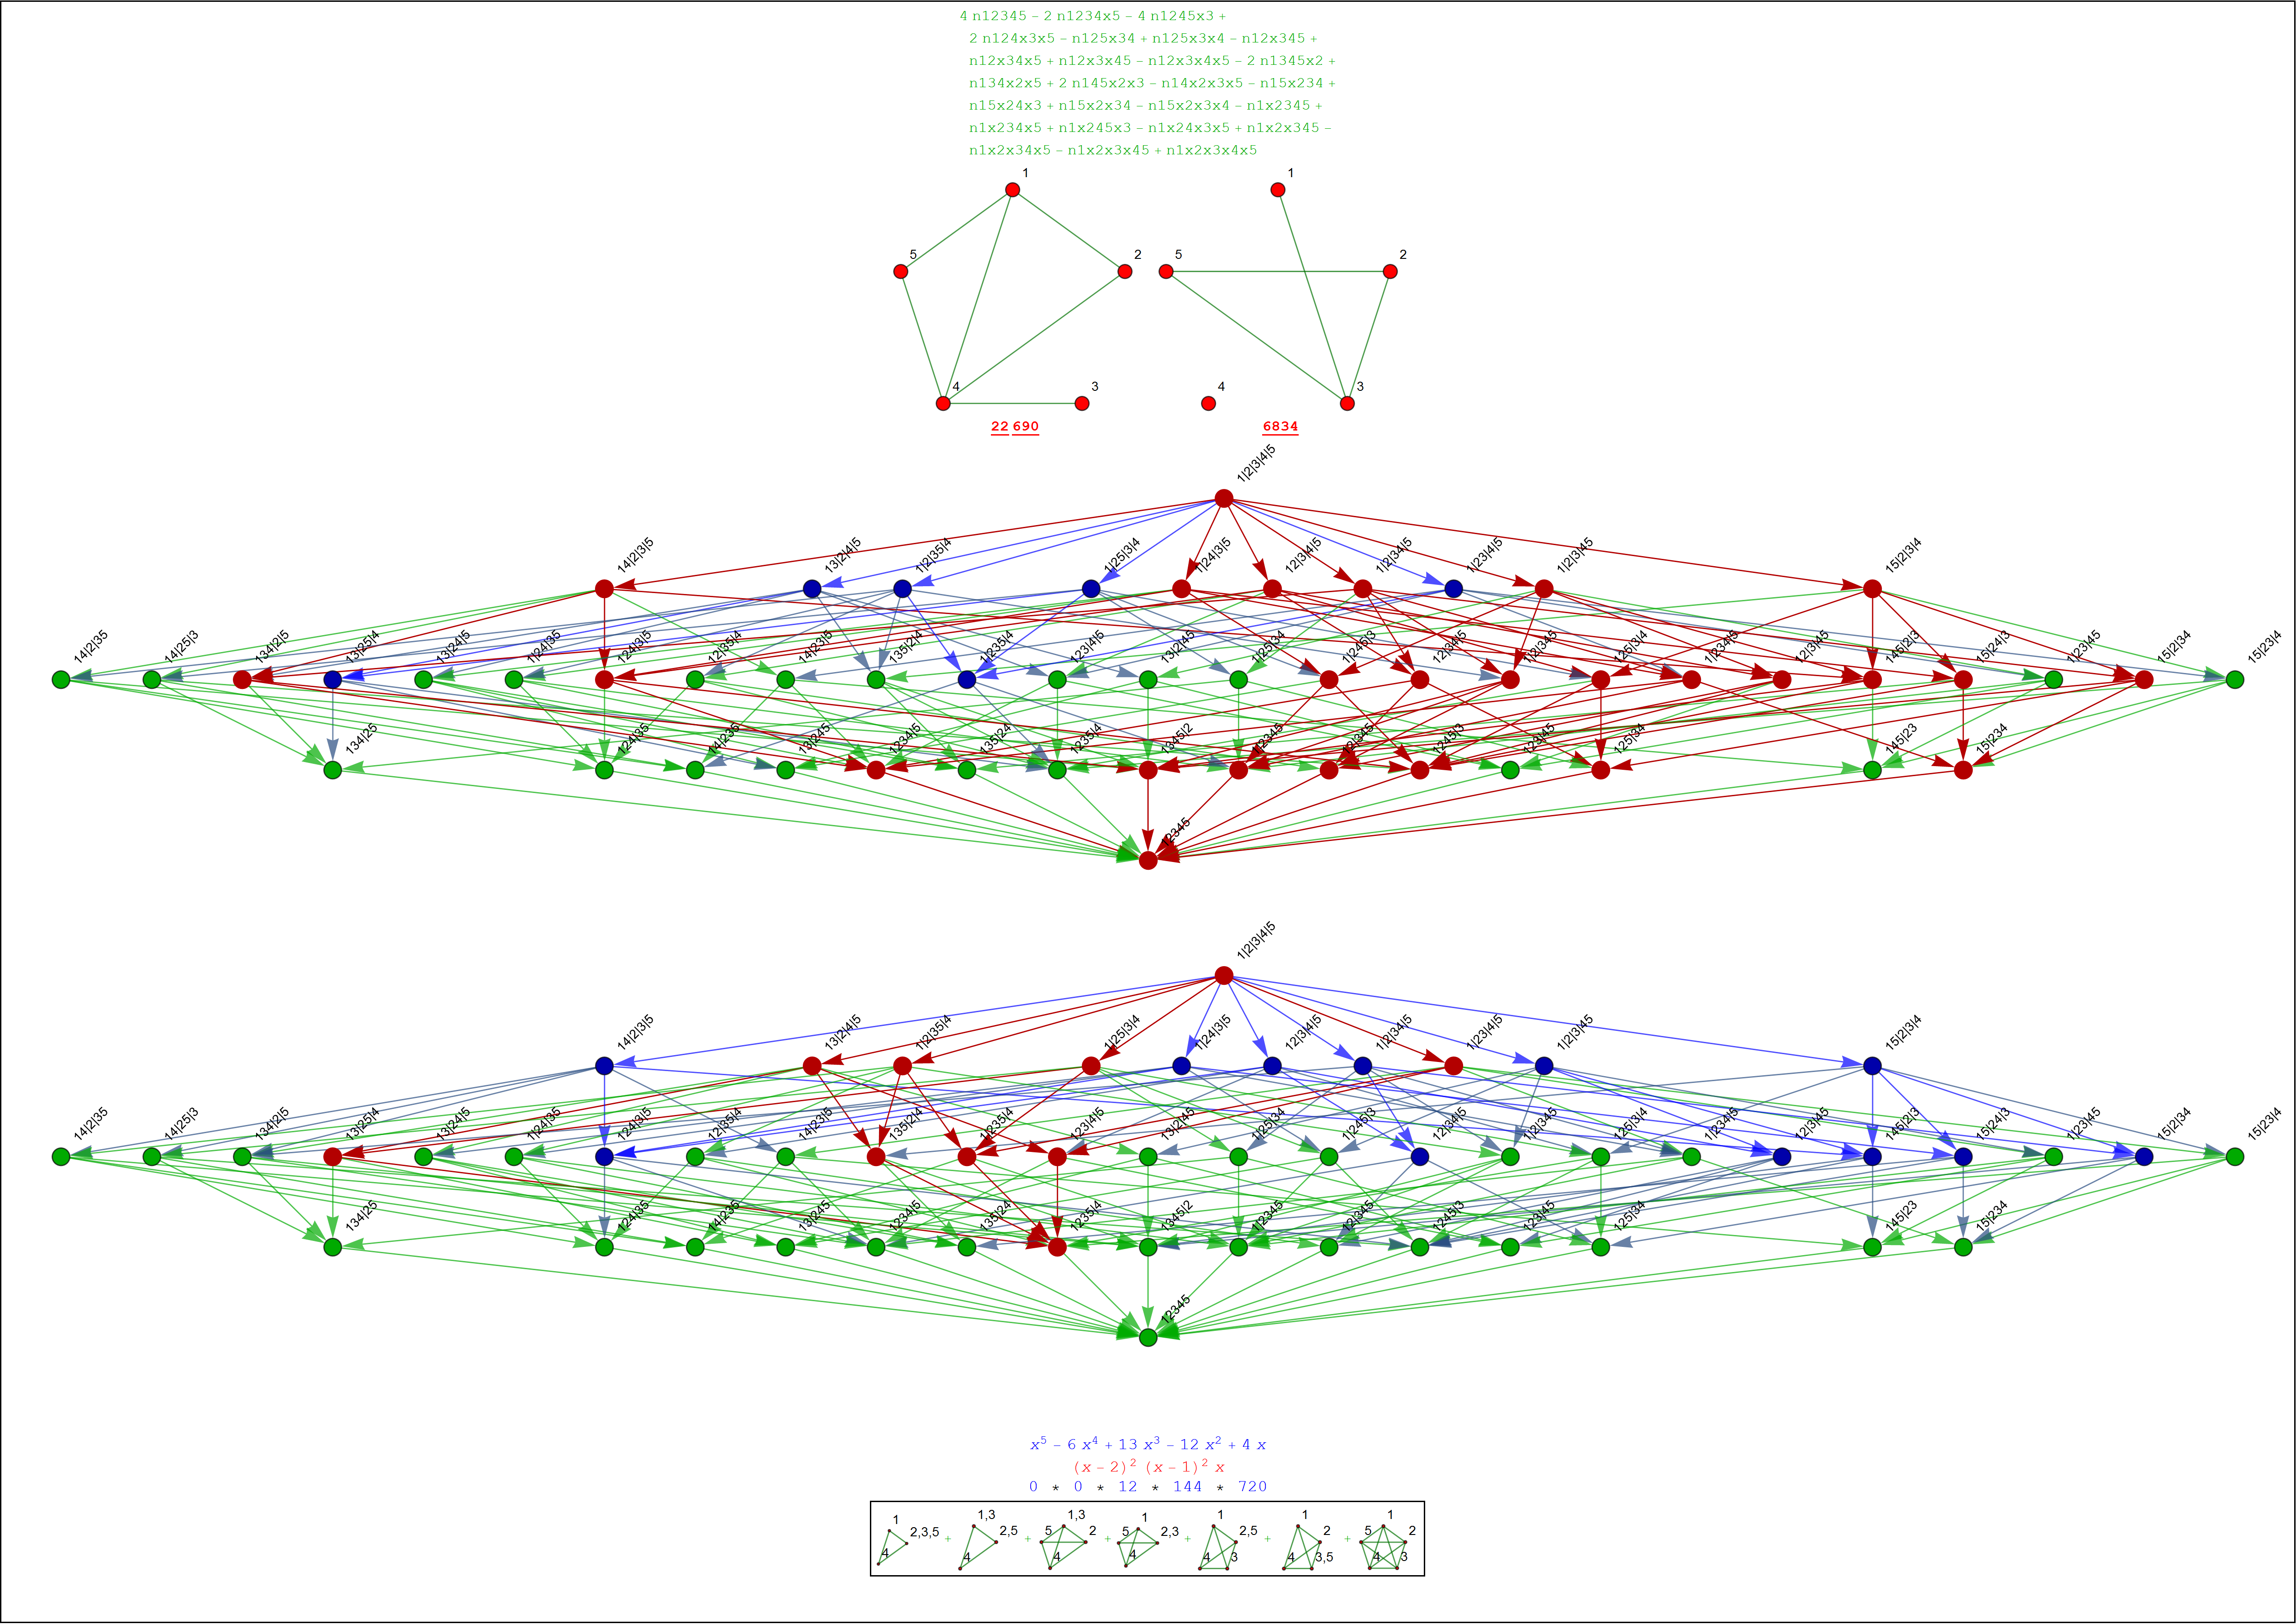 4 n12345 – 2 n1234x5 – 4 n1245x3 +
2 n124x3x5 – n125x34 + n125x3x4 – n12x345 +
n12x34x5 + n12x3x45 – n12x3x4x5 – 2 n1345x2 +
n134x2x5 + 2 n145x2x3 – n14x2x3x5 – n15x234 +
n15x24x3 + n15x2x34 – n15x2x3x4 – n1x2345 +
n1x234x5 + n1x245x3 – n1x24x3x5 + n1x2x345 –
n1x2x34x5 – n1x2x3x45 + n1x2x3x4x5
1 1
5 2 5 2
4 3 4 3
22 690 6834
1|2|3|4|5
14|2|3|5 13|2|4|5 1|2|35|4 1|25|3|4 1|24|3|5 12|3|4|5 1|2|34|5 1|23|4|5 1|2|3|45 15|2|3|4
14|2|35 14|25|3 134|2|5 13|25|4 13|24|5 1|24|35 124|3|5 12|35|4 14|23|5 135|2|4 1|235|4 123|4|5 13|2|45 1|25|34 1|245|3 12|34|5 1|2|345 125|3|4 1|234|5 12|3|45 145|2|3 15|24|3 1|23|45 15|2|34 15|23|4
134|25 124|35 14|235 13|245 1234|5 135|24 1235|4 1345|2 1|2345 12|345 1245|3 123|45 125|34 145|23 15|234
12345
1|2|3|4|5
14|2|3|5 13|2|4|5 1|2|35|4 1|25|3|4 1|24|3|5 12|3|4|5 1|2|34|5 1|23|4|5 1|2|3|45 15|2|3|4
14|2|35 14|25|3 134|2|5 13|25|4 13|24|5 1|24|35 124|3|5 12|35|4 14|23|5 135|2|4 1|235|4 123|4|5 13|2|45 1|25|34 1|245|3 12|34|5 1|2|345 125|3|4 1|234|5 12|3|45 145|2|3 15|24|3 1|23|45 15|2|34 15|23|4
134|25 124|35 14|235 13|245 1234|5 135|24 1235|4 1345|2 1|2345 12|345 1245|3 123|45 125|34 145|23 15|234
12345
x⁵ – 6 x⁴ + 13 x³ – 12 x² + 4 x
(x – 2)² (x – 1)² x
0 * 0 * 12 * 144 * 720
1 1,3 1,3 1 1 1 1
2,3,5 + 2,5 + 5 2 + 5 2,3 + 2,5 + 2 + 5 2
4 4 4 4 4 3 4 3,5 4 3